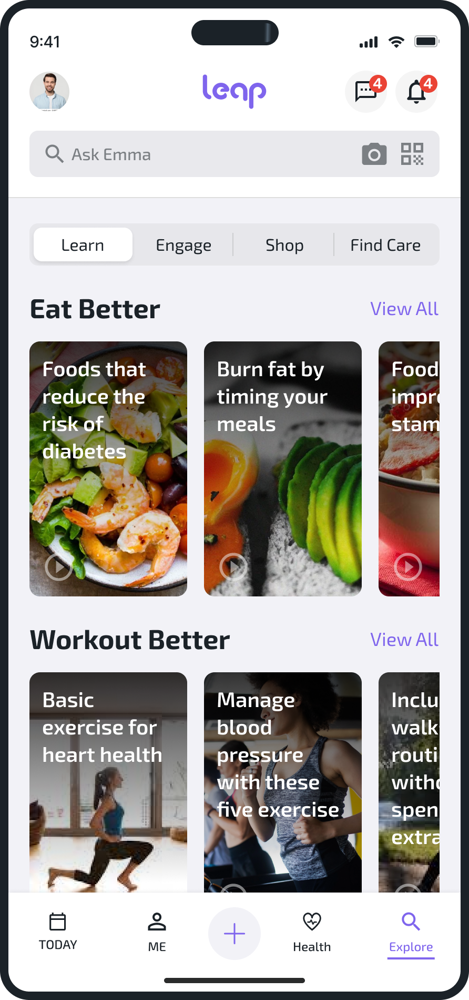 9:41
leap
4
4
Ask Emma
Learn
Engage
Shop
Find Care
Eat Better
View All
Foods that
reduce the
risk of
diabetes
Burn fat by
timing your
meals
Food
impro
stam
Workout Better
View All
Basic
exercise for
heart health
Manage
blood
pressure
with these
five exercise
Inclu
walk
routi
witho
spen
extra
TODAY
ME
Health
Explore